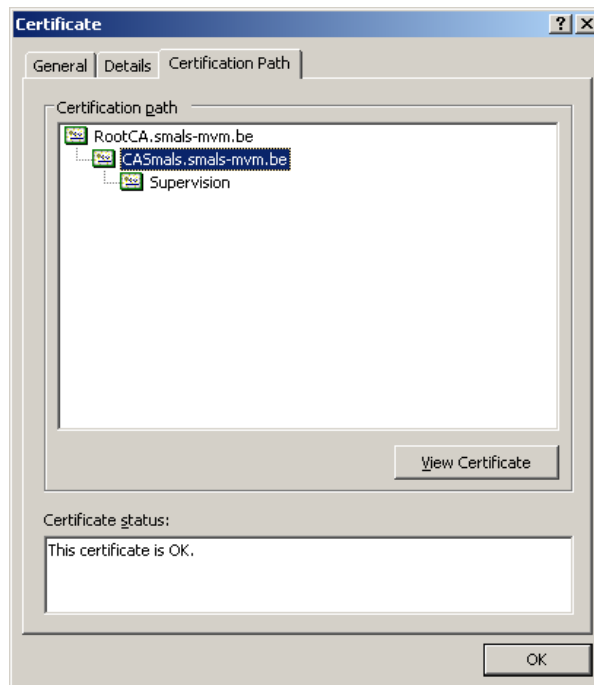 Certificate
General Details Certification Path
Certification path
RootCA.smals-mvm.be
CASmals.smals-mvm.be
Supervision
View Certificate
Certificate status:
This certificate is OK.
OK